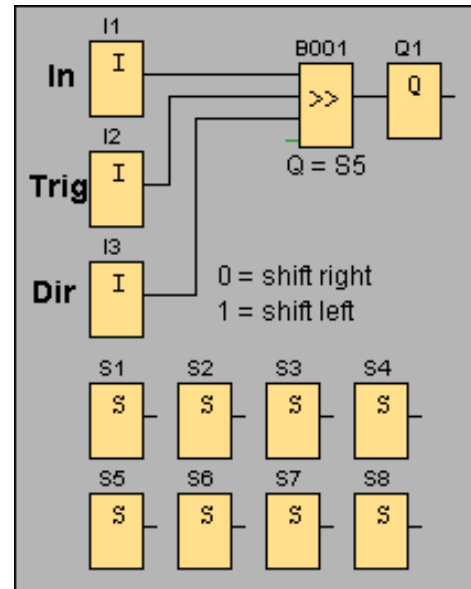 I1
B001 Q1
In I >> Q
I2
Q = S5
Trig I
I3
Dir I
0 = shift right
1 = shift left
S1 S2 S3 S4
S S S S
S5 S6 S7 S8
S S S S